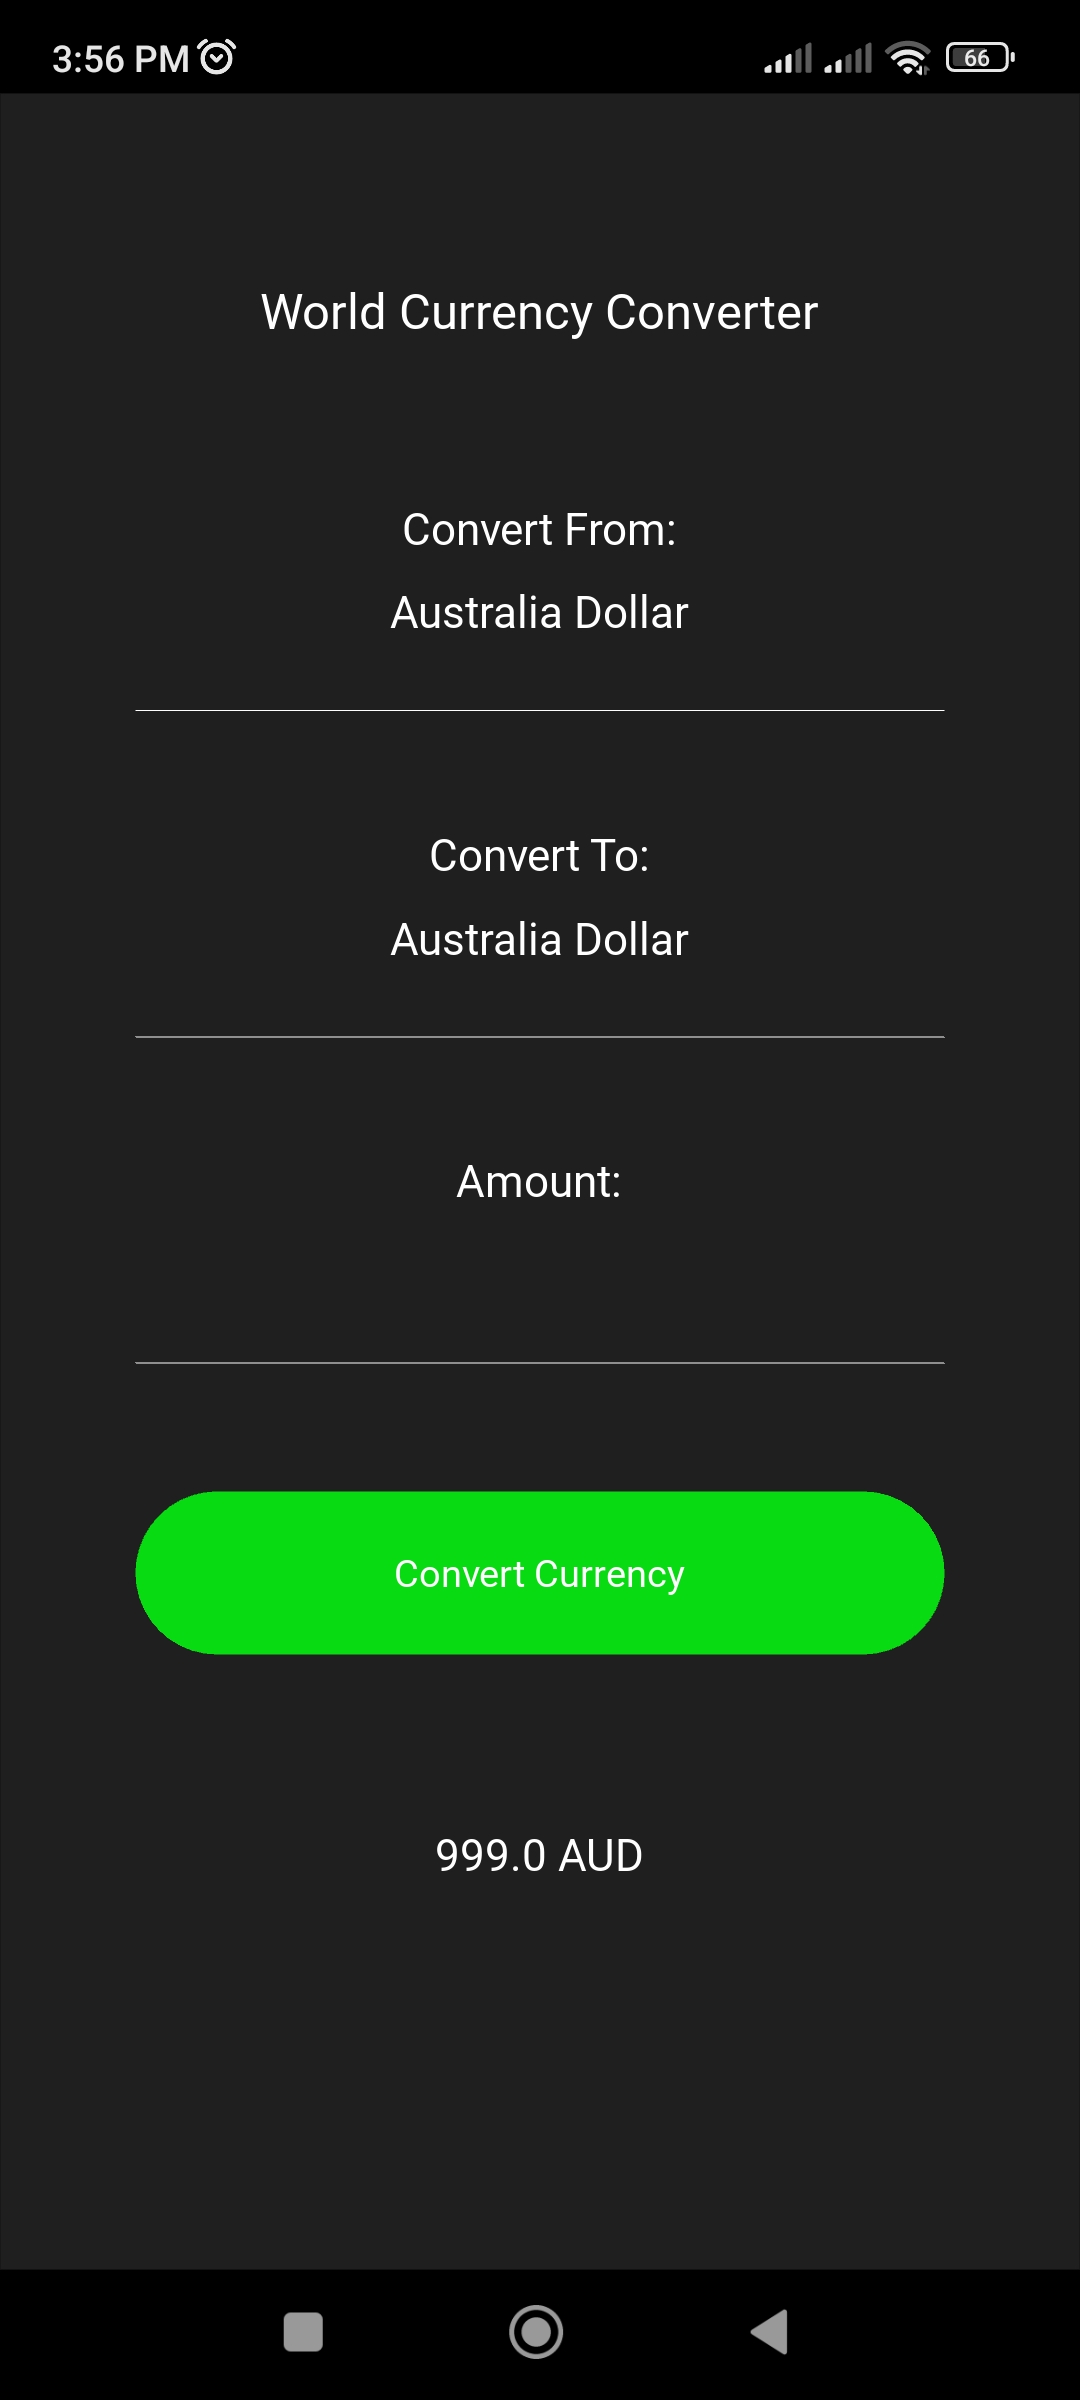 3:56 PM
66
World Currency Converter
Convert From:
Australia Dollar
Convert To:
Australia Dollar
Amount:
Convert Currency
999.0 AUD